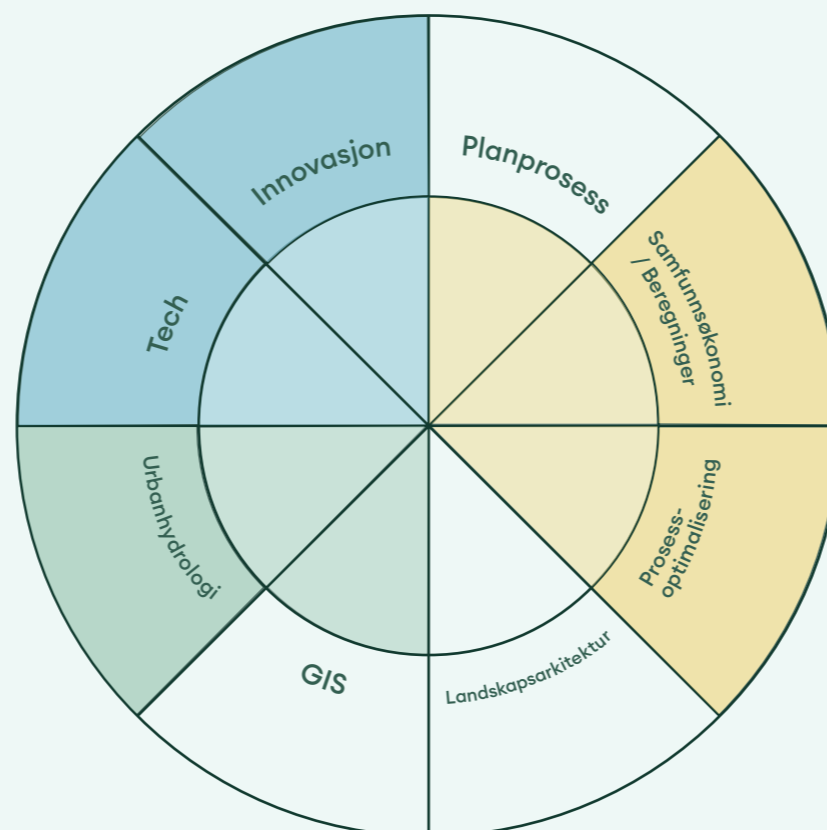 Innovasjon
Planprosess
Samfunnsøkonomi
/ Beregninger
Prosess-
optimalisering
Landskapsarkitektur
GIS
Urbanhydrologi
Tech